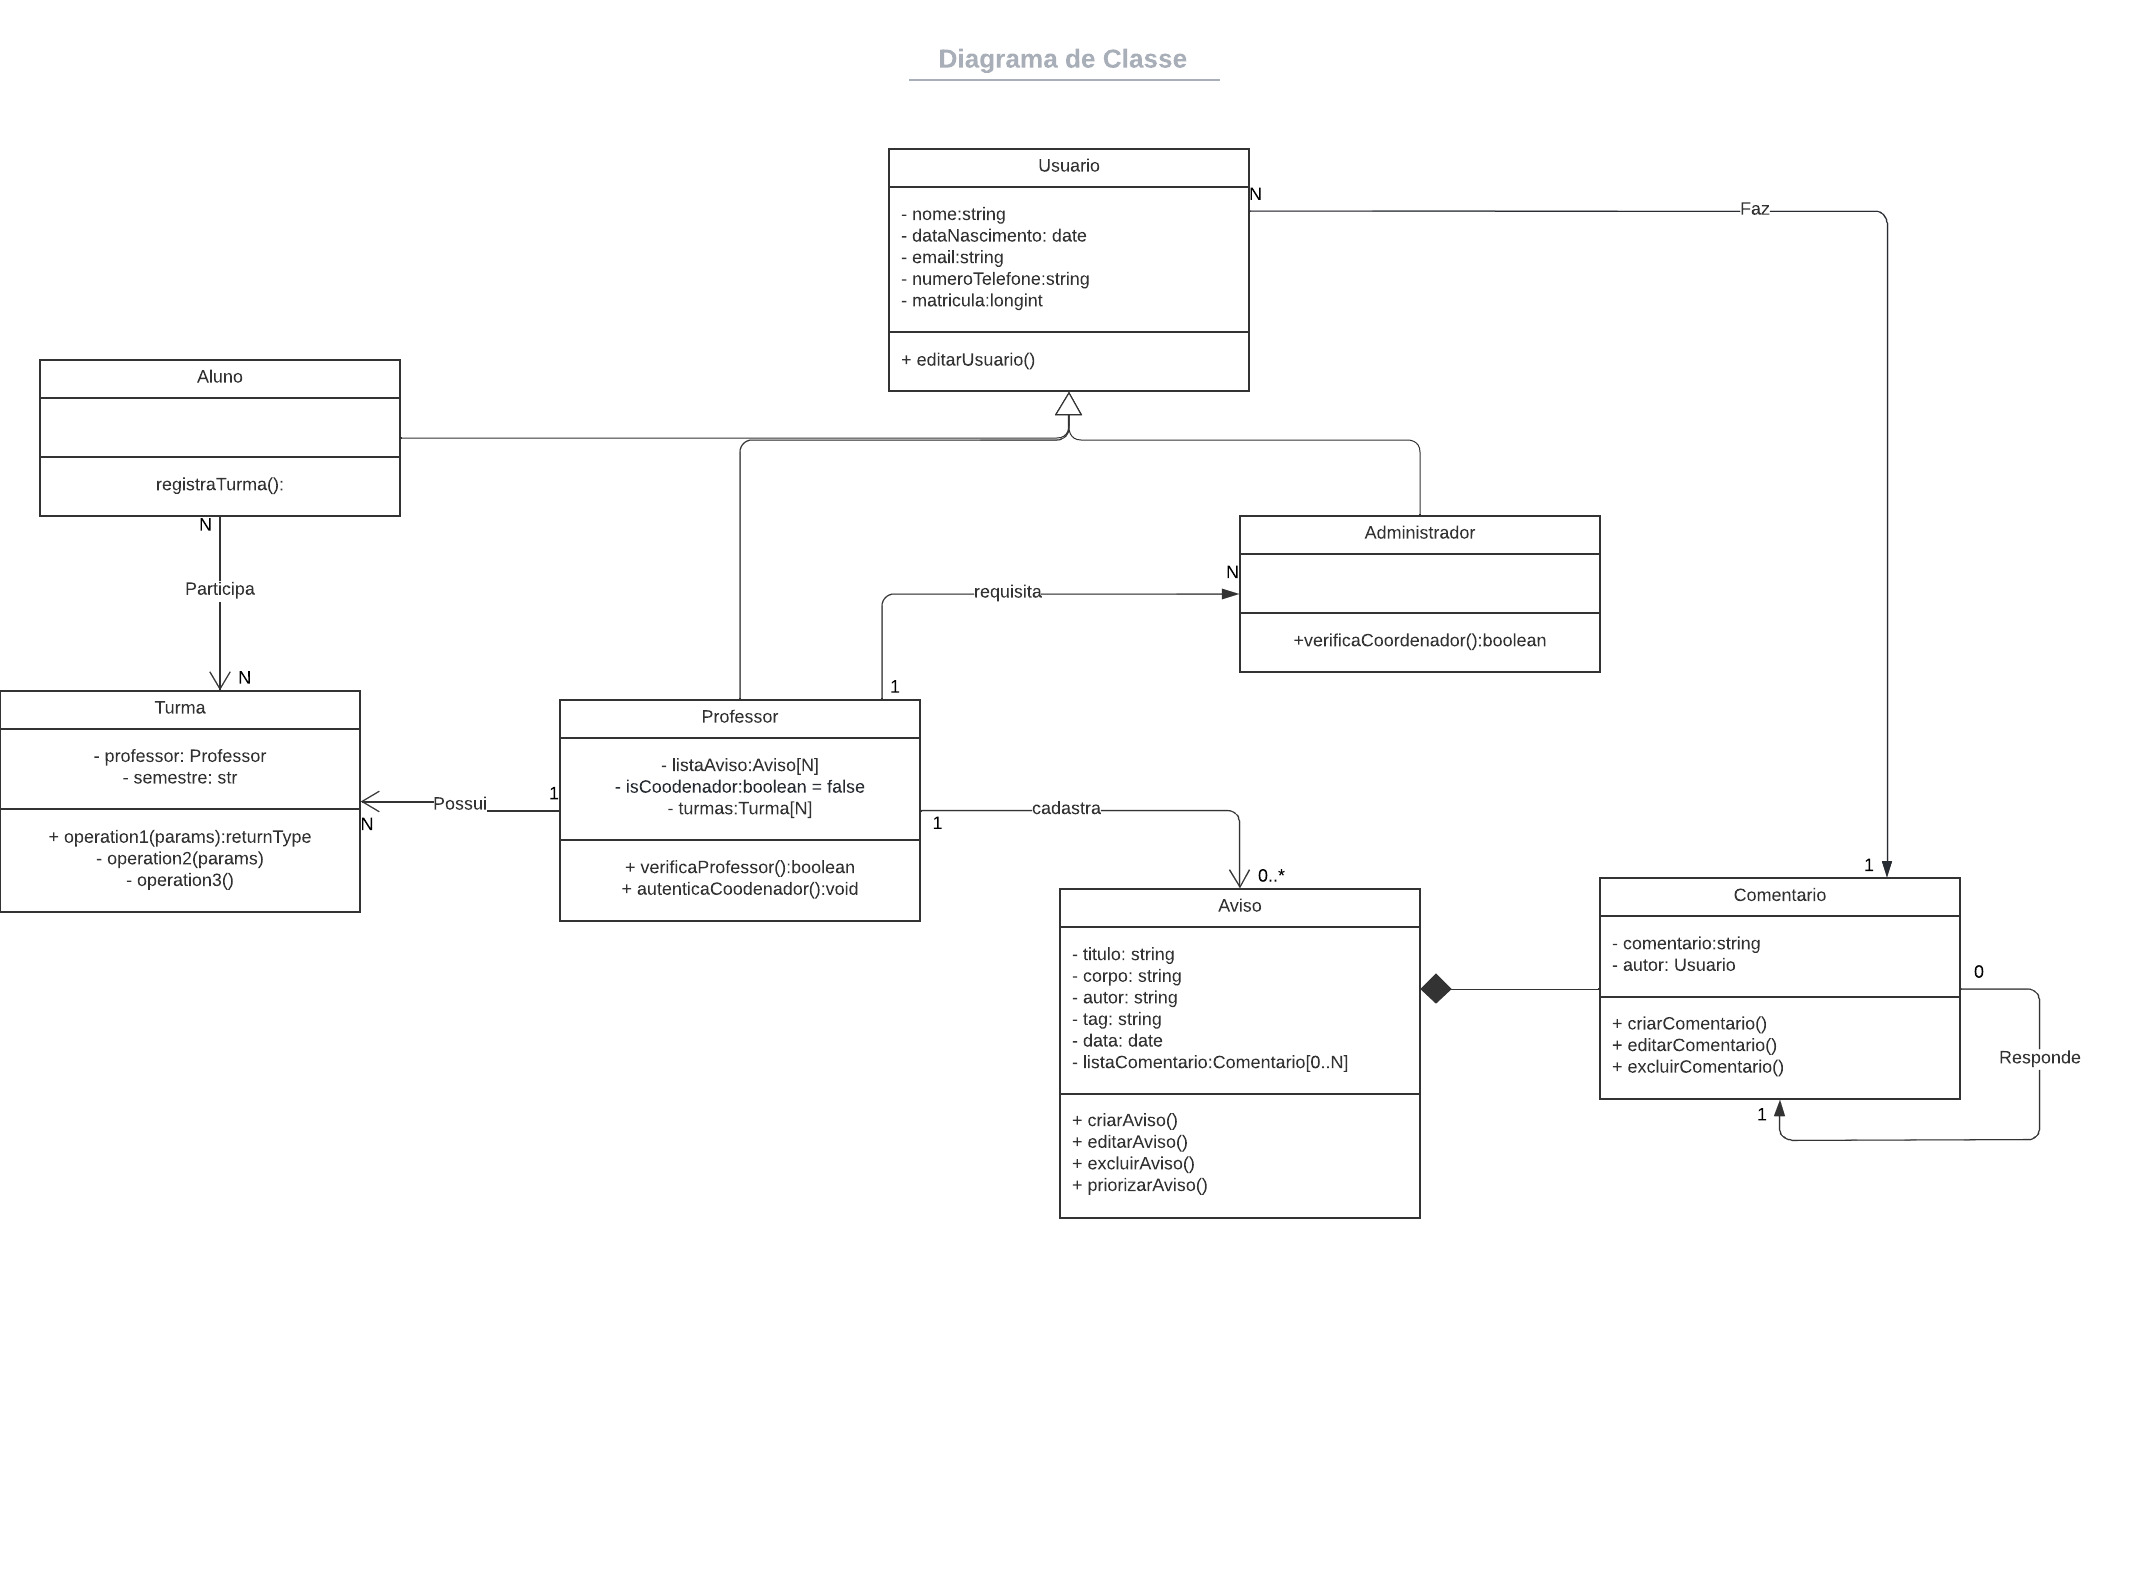 Diagrama de Classe
Usuario
- nome:string
- dataNascimento: date
- email:string
- numeroTelefone:string
- matricula:longint
+ editarUsuario()
N
Faz
1
Aluno
registraTurma():
N
Participa
N
Administrador
+verificaCoordenador():boolean
N
requisita
1
Turma
- professor: Professor
- semestre: str
+ operation1(params):returnType
- operation2(params)
- operation3()
N
Possui
1
Professor
- listaAviso:Aviso[N]
- isCoodenador:boolean = false
- turmas:Turma[N]
+ verificaProfessor():boolean
+ autenticaCoodenador():void
1
cadastra
0..*
Aviso
- titulo: string
- corpo: string
- autor: string
- tag: string
- data: date
- listaComentario:Comentario[0..N]
+ criarAviso()
+ editarAviso()
+ excluirAviso()
+ priorizarAviso()
Comentario
- comentario:string
- autor: Usuario
+ criarComentario()
+ editarComentario()
+ excluirComentario()
0
Responde
1